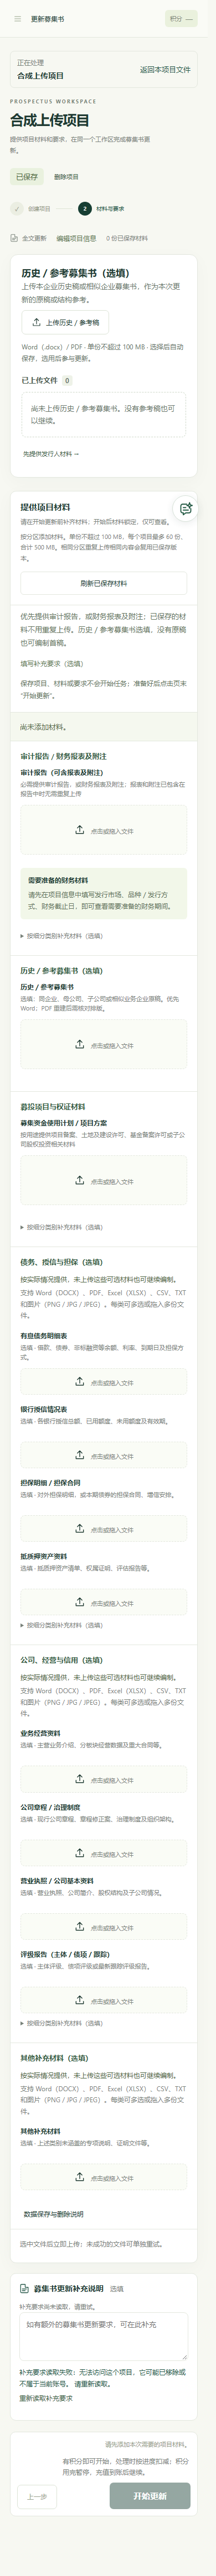 更新募集书
积分 —
正在处理
合成上传项目
返回本项目文件
PROSPECTUS WORKSPACE
合成上传项目
提供项目材料和要求，在同一个工作区完成募集书更
新。
已保存
删除项目
创建项目
2 材料与要求
全文更新
编辑项目信息
0 份已保存材料
历史 / 参考募集书（选填）
上传本企业历史稿或相似企业募集书，作为本次更
新的原稿或结构参考。
上传历史 / 参考稿
Word（.docx）/ PDF · 单份不超过 100 MB · 选择后自动
保存，选用后参与更新。
已上传文件 0
尚未上传历史 / 参考募集书。没有参考稿也可
以继续。
先提供发行人材料 →
提供项目材料
请在开始更新前补齐材料；开始后材料锁定，仅可查看。
按分区添加材料。单份不超过 100 MB，每个项目最多 60 份，
合计 500 MB。相同分区重复上传相同内容会复用已保存版
本。
刷新已保存材料
优先提供审计报告，或财务报表及附注；已保存的材
料不用重复上传。历史 / 参考募集书选填，没有原稿
也可编制首稿。
填写补充要求（选填）
保存项目、材料或要求不会开始任务；准备好后点击页末
“开始更新”。
尚未添加材料。
审计报告 / 财务报表及附注
审计报告（可含报表及附注）
必需提供审计报告，或财务报表及附注；报表和附注已包含在
报告中时无需重复上传
点击或拖入文件
需要准备的财务材料
请先在项目信息中填写发行市场、品种 / 发行方
式、财务截止日，即可查看需要准备的财务期间。
▶ 按细分类别补充材料（选填）
历史 / 参考募集书（选填）
历史 / 参考募集书
选填：同企业、母公司、子公司或相似业务企业原稿。优先
Word；PDF 重建后需核对排版。
点击或拖入文件
募投项目与权证材料
募集资金使用计划 / 项目方案
按用途提供项目备案、土地及建设许可、基金备案许可或子公
司股权投资相关材料
点击或拖入文件
▶ 按细分类别补充材料（选填）
债务、授信与担保（选填）
按实际情况提供，未上传这些可选材料也可继续编制。
支持 Word（DOCX）、PDF、Excel（XLSX）、CSV、TXT
和图片（PNG / JPG / JPEG）。每类可多选或拖入多份文
件。
有息债务明细表
选填 · 借款、债券、非标融资等余额、利率、到期日及担保方
式。
点击或拖入文件
银行授信情况表
选填 · 各银行授信总额、已用额度、未用额度及有效期。
点击或拖入文件
担保明细 / 担保合同
选填 · 对外担保明细，或本期债券的担保合同、增信安排。
点击或拖入文件
抵质押资产资料
选填 · 抵质押资产清单、权属证明、评估报告等。
点击或拖入文件
▶ 按细分类别补充材料（选填）
公司、经营与信用（选填）
按实际情况提供，未上传这些可选材料也可继续编制。
支持 Word（DOCX）、PDF、Excel（XLSX）、CSV、TXT
和图片（PNG / JPG / JPEG）。每类可多选或拖入多份文
件。
业务经营资料
选填 · 主营业务介绍、分板块经营数据及重大合同等。
点击或拖入文件
公司章程 / 治理制度
选填 · 现行公司章程、章程修正案、治理制度及组织架构。
点击或拖入文件
营业执照 / 公司基本资料
选填 · 营业执照、公司简介、股权结构及子公司情况。
点击或拖入文件
评级报告（主体 / 债项 / 跟踪）
选填 · 主体评级、债项评级或最新跟踪评级报告。
点击或拖入文件
▶ 按细分类别补充材料（选填）
其他补充材料（选填）
按实际情况提供，未上传这些可选材料也可继续编制。
支持 Word（DOCX）、PDF、Excel（XLSX）、CSV、TXT
和图片（PNG / JPG / JPEG）。每类可多选或拖入多份文
件。
其他补充材料
选填 · 上述类别未涵盖的专项说明、证明文件等。
点击或拖入文件
数据保存与删除说明
选中文件后立即上传；未成功的文件可单独重试。
募集书更新补充说明 选填
补充要求尚未读取，请重试。
如有额外的募集书更新要求，可在此补充
补充要求读取失败：无法访问这个项目，它可能已移除或
不属于当前账号。 请重新读取。
重新读取补充要求
请先添加本次需要的项目材料。
有积分即可开始，处理时按进度扣减；积分
用完暂停，充值到账后继续。
上一步
开始更新